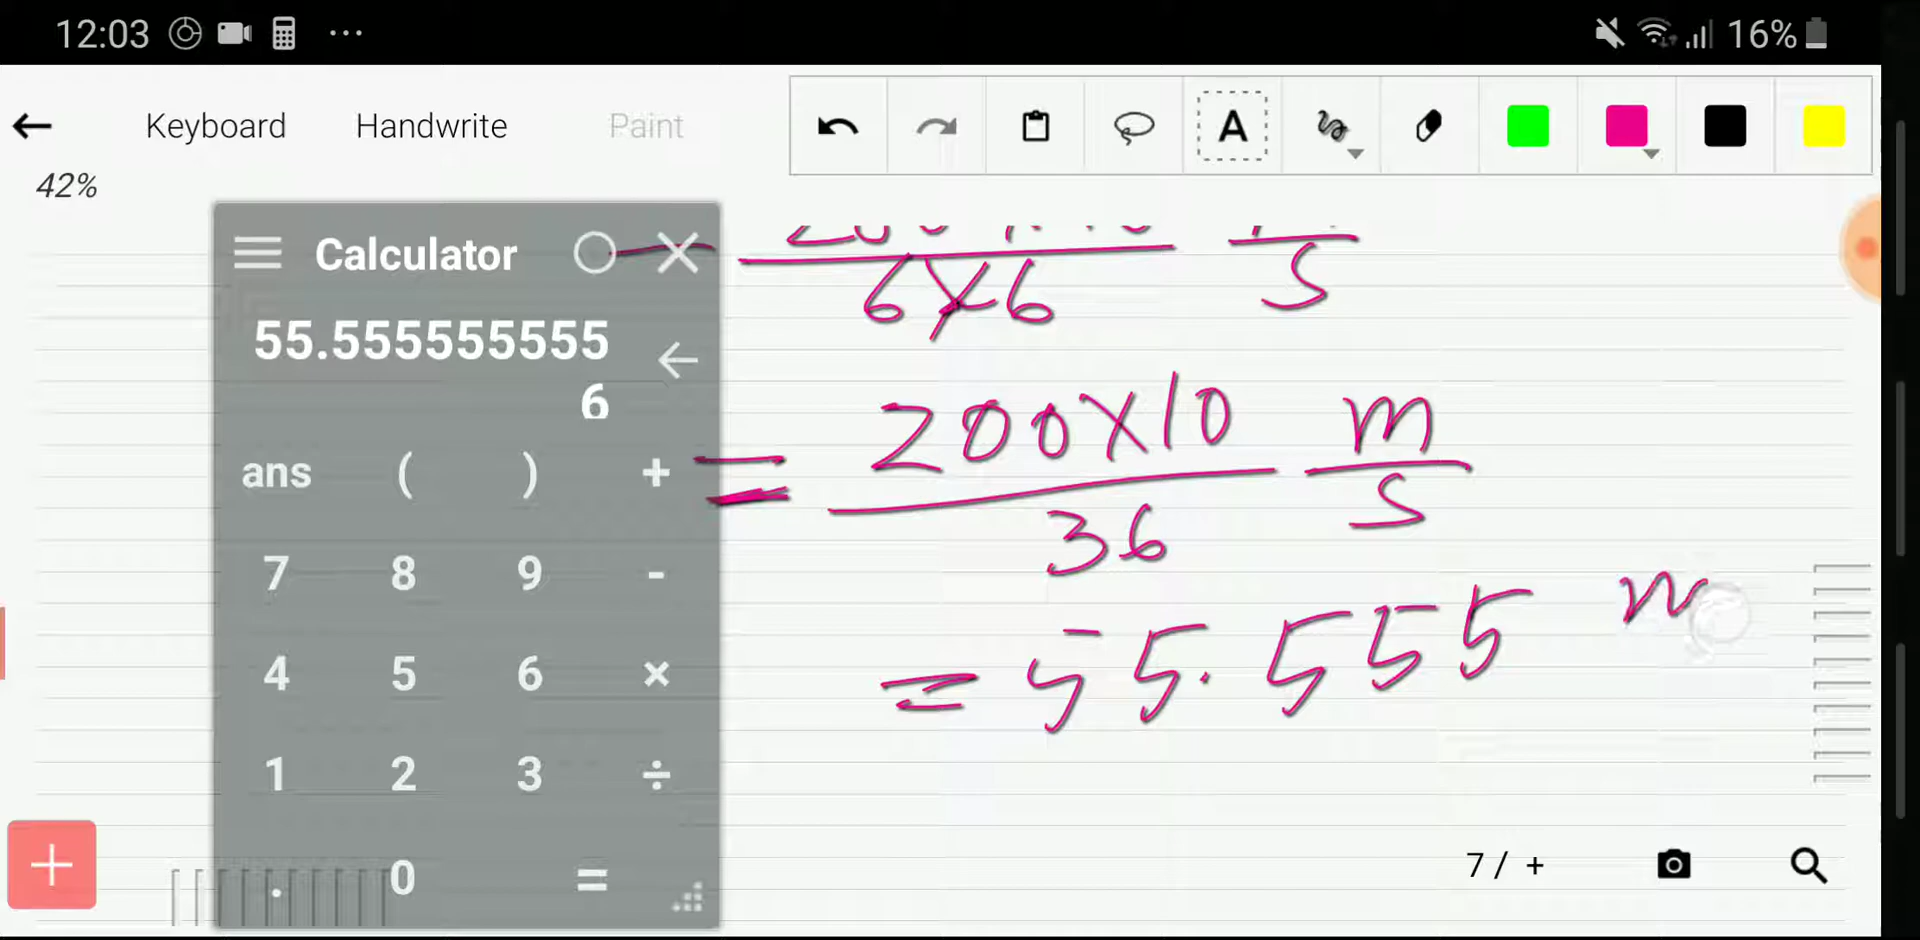 12:03 ... 16%
Keyboard Handwrite Paint A
42%
Calculator
55.555555555
6
ans ( ) +
7 8 9 -
4 5 6 ×
1 2 3 ÷
. 0 =
6×6 s
= 200×10 m
36 s
= 55.555 m
7 / +